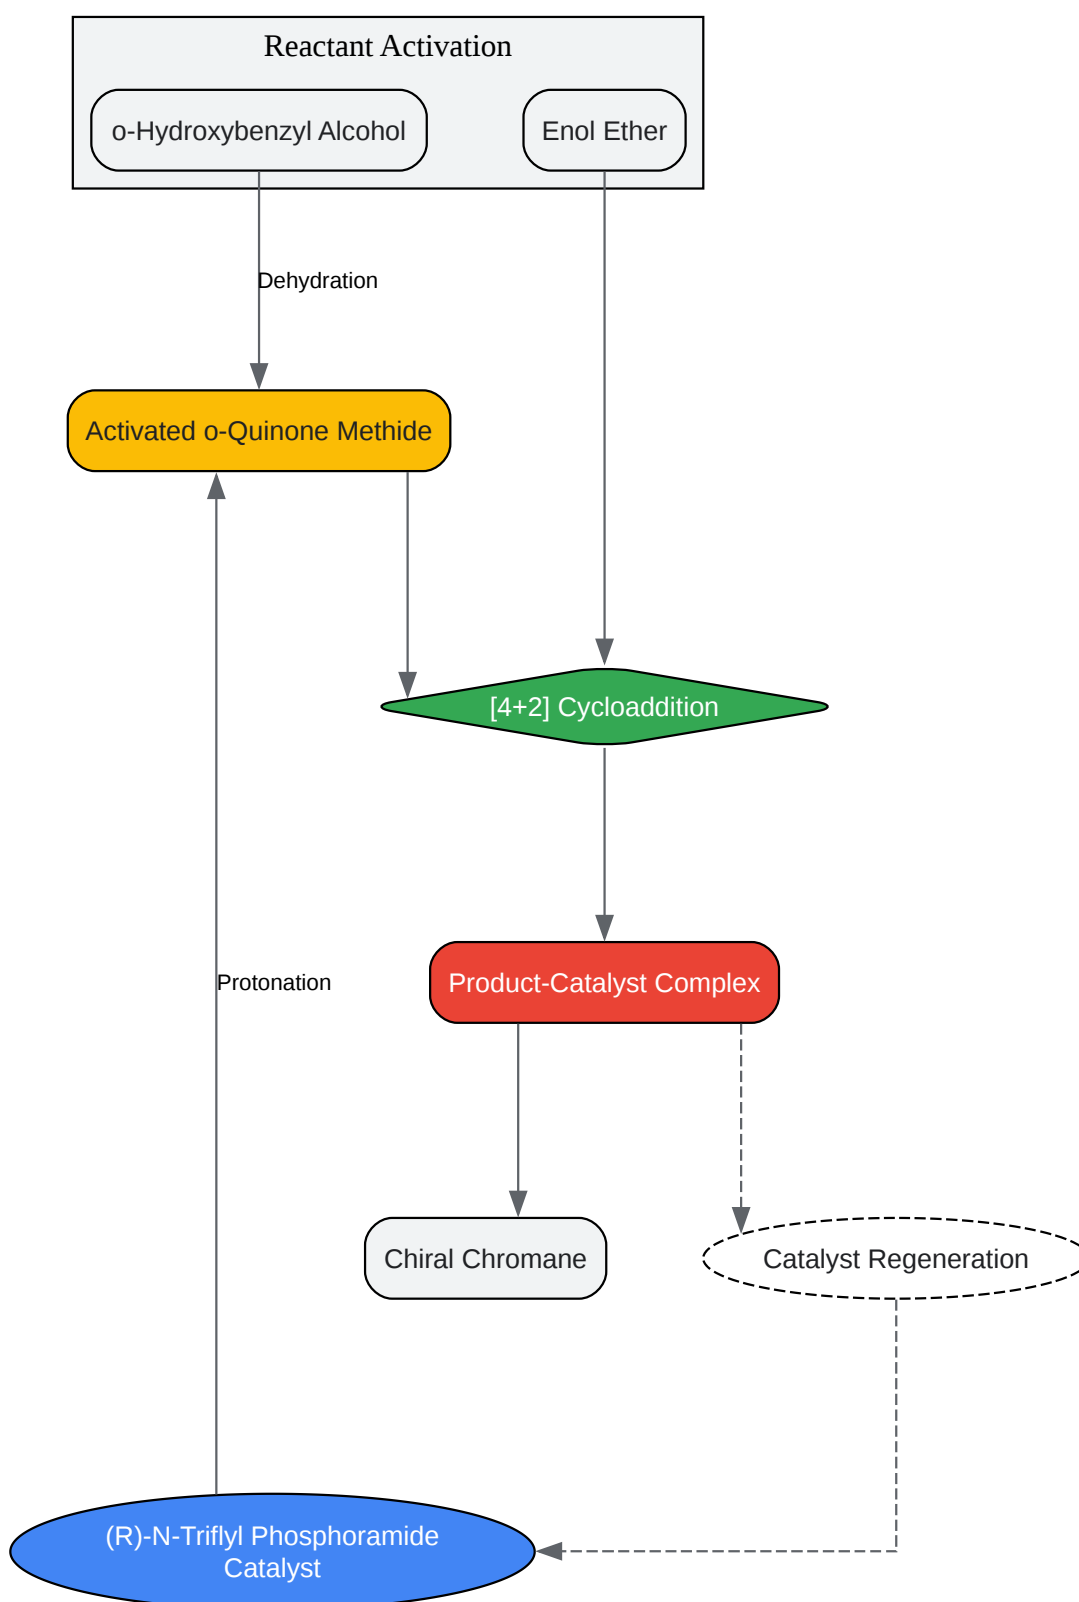 Reactant Activation
o-Hydroxybenzyl Alcohol
Enol Ether
Dehydration
Activated o-Quinone Methide
[4+2] Cycloaddition
Protonation
Product-Catalyst Complex
Chiral Chromane
Catalyst Regeneration
(R)-N-Triflyl Phosphoramide
Catalyst